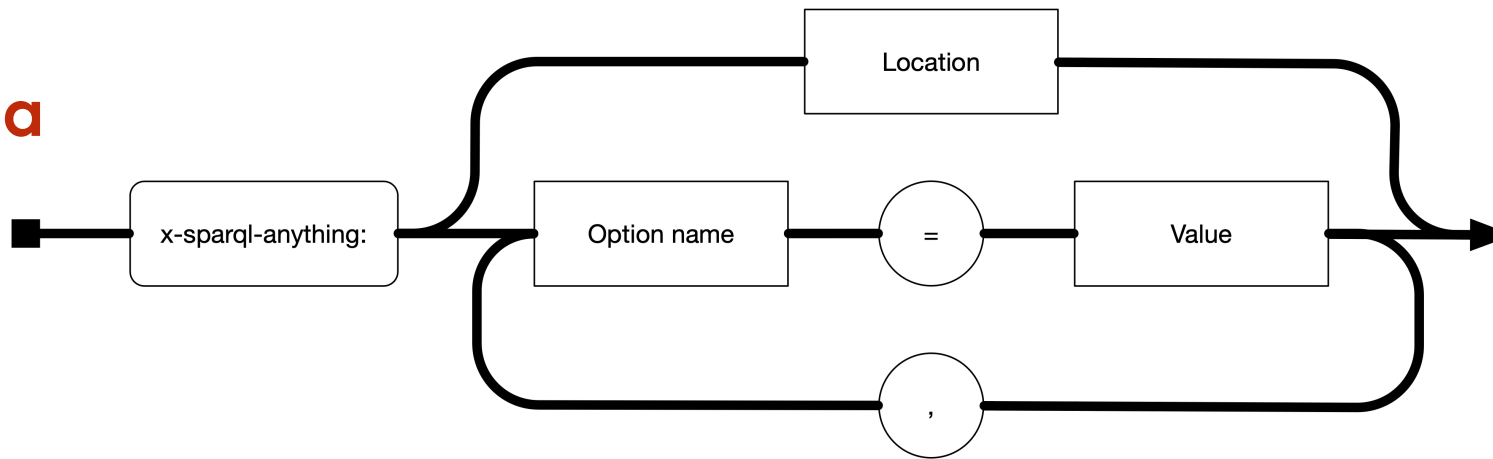 Location
a
x-sparql-anything:
Option name
=
Value
,